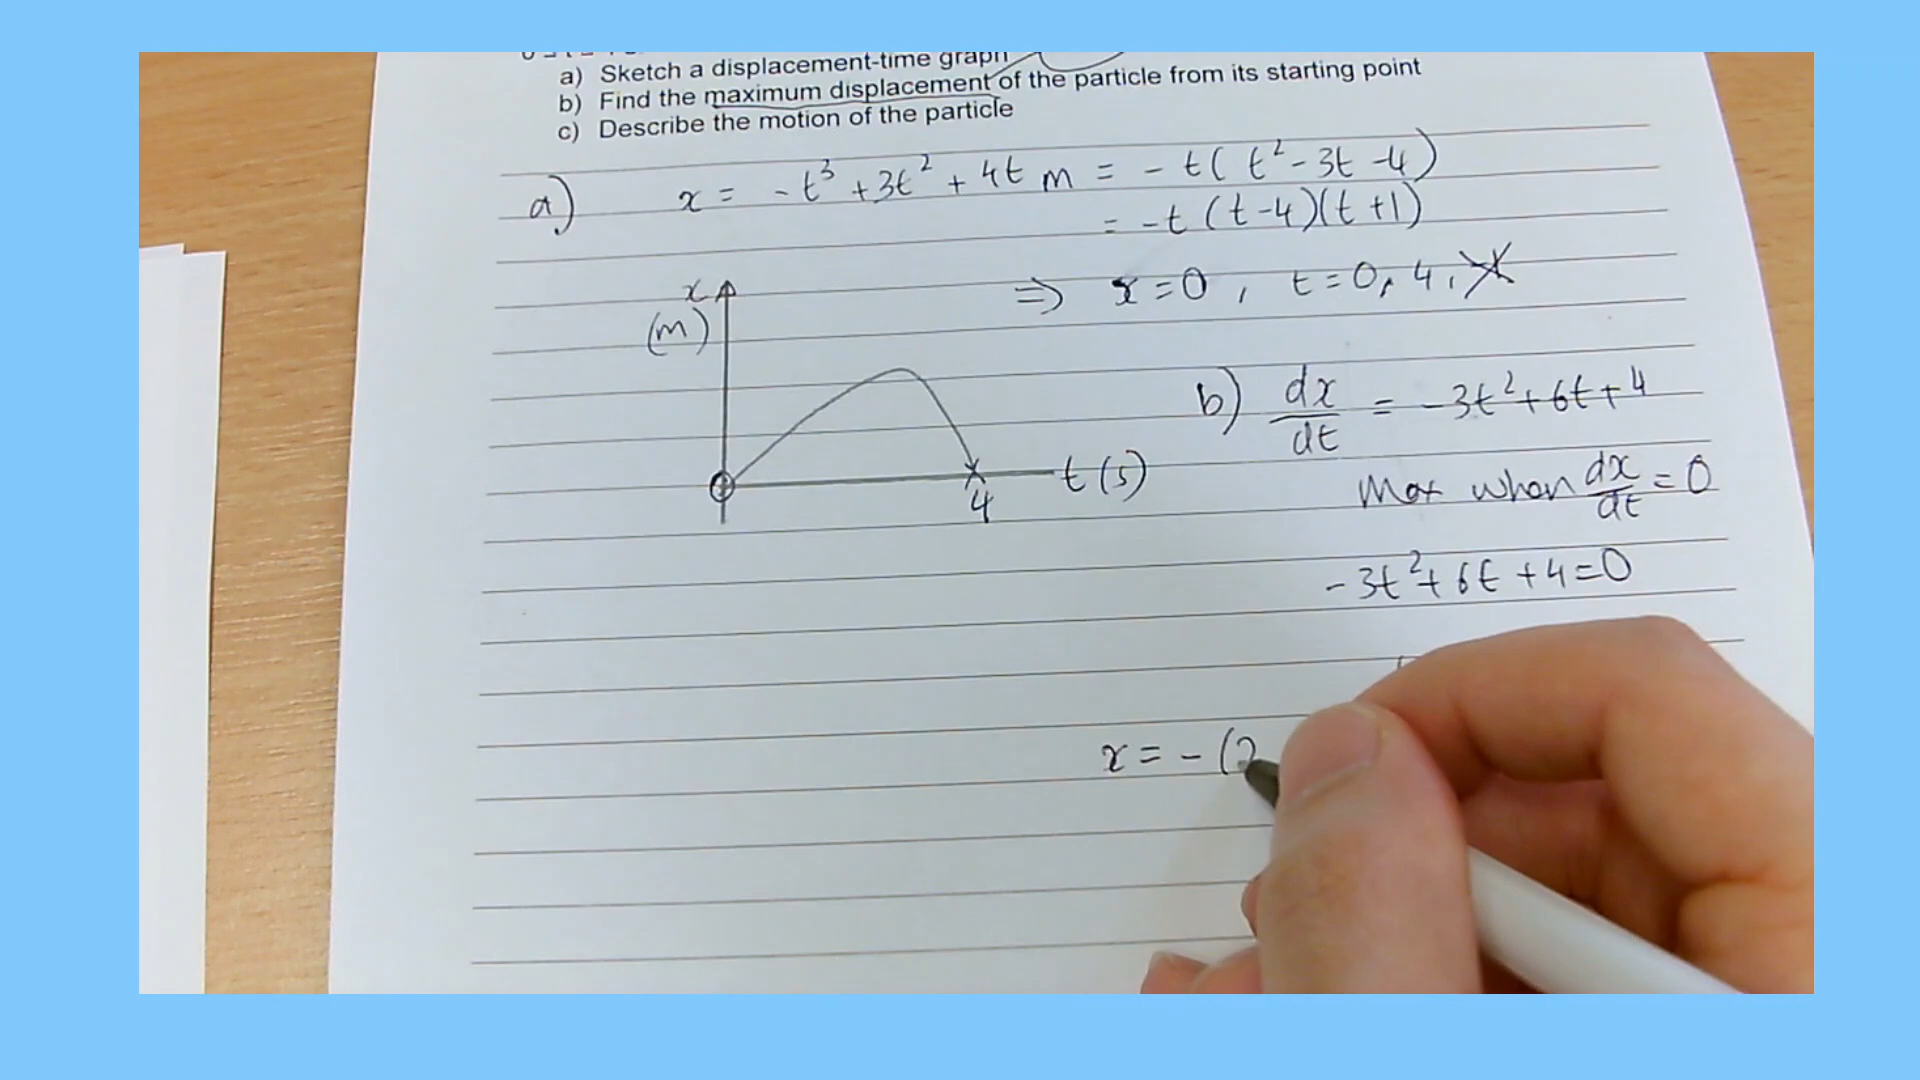 a) Sketch a displacement-time graph
b) Find the maximum displacement of the particle from its starting point
c) Describe the motion of the particle
a) x = -t³ + 3t² + 4t m = - t( t² - 3t - 4)
= -t (t-4)(t+1)
⇒ x = 0 , t = 0, 4,
x
(m)
t (s)
4
b) dx/dt = -3t² + 6t + 4
Max when dx/dt = 0
-3t² + 6t + 4 = 0
x = - (2